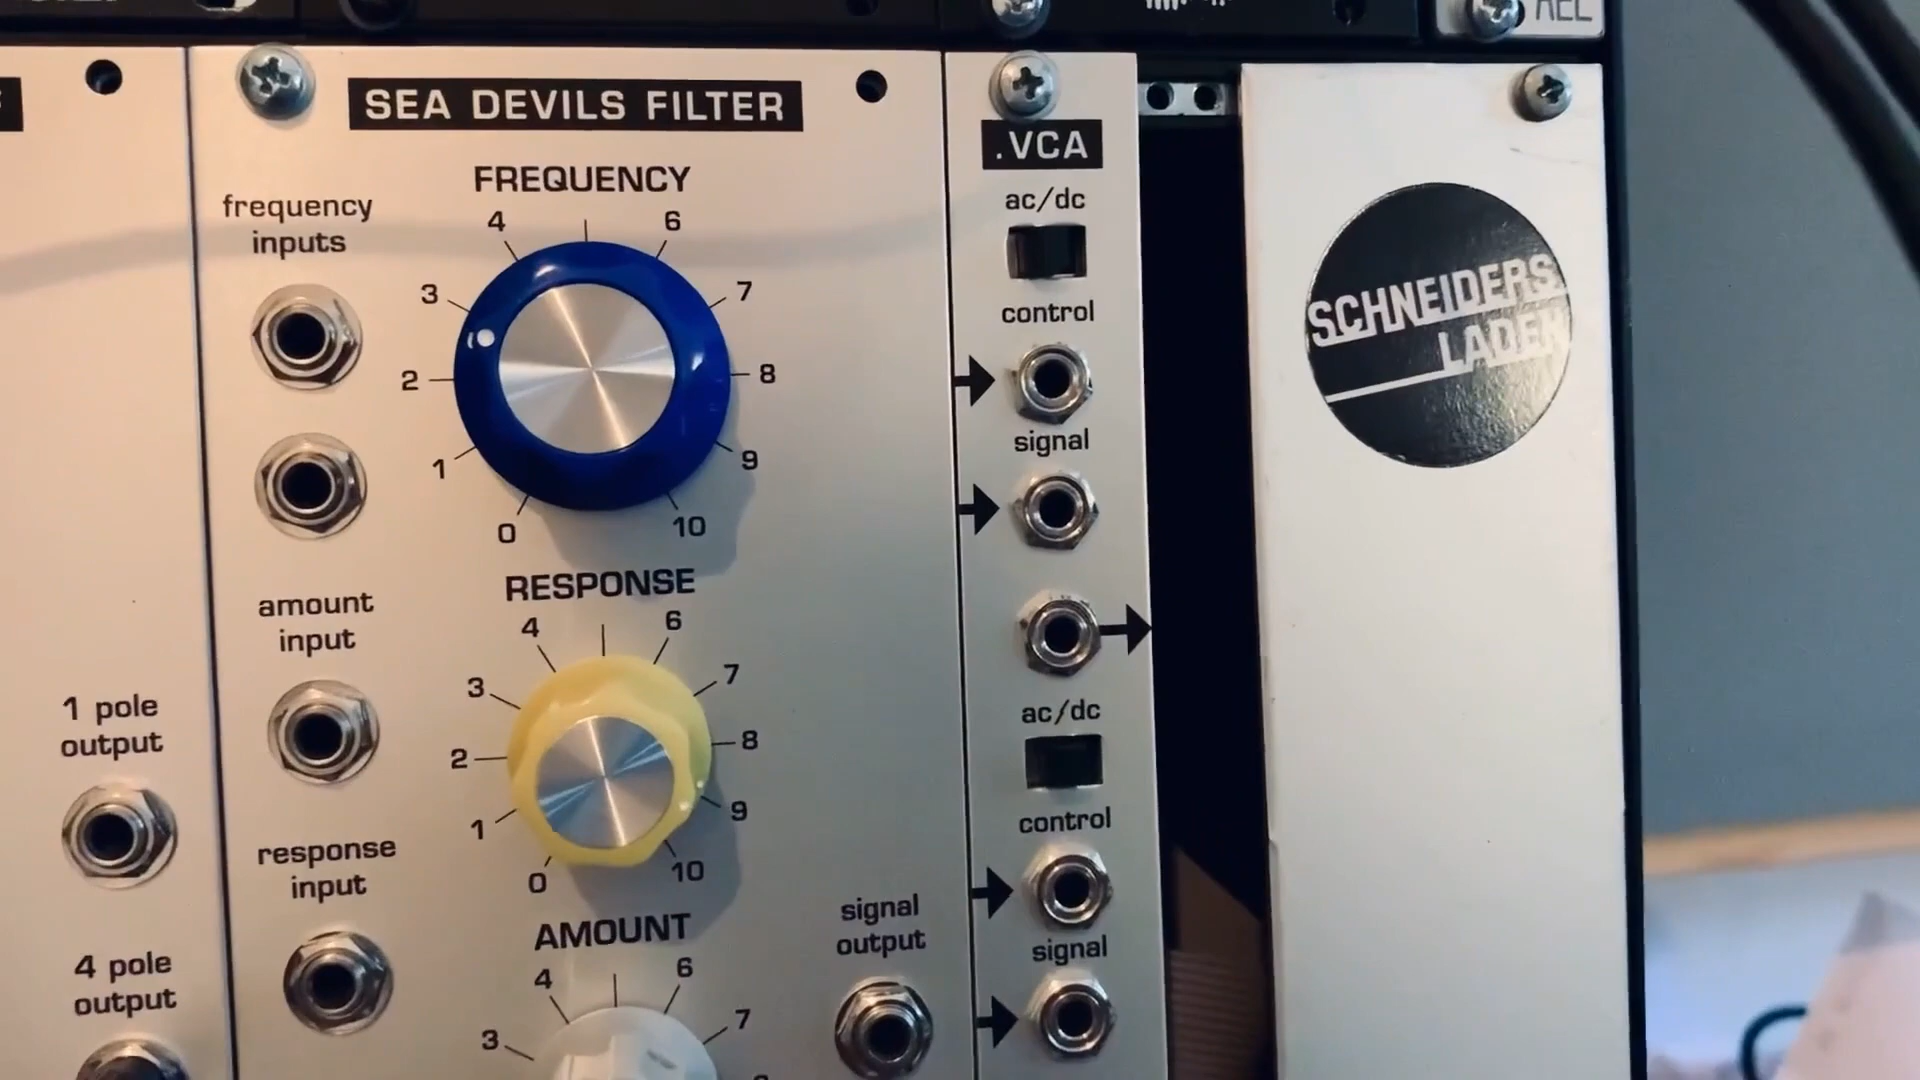 SEA DEVILS FILTER
FREQUENCY
frequency
inputs
0
1
2
3
4
6
7
8
9
10
RESPONSE
amount
input
0
1
2
3
4
6
7
8
9
10
response
input
AMOUNT
3
4
6
7
signal
output
1 pole
output
4 pole
output
.VCA
ac/dc
control
signal
ac/dc
control
signal
SCHNEIDERS
LADEN